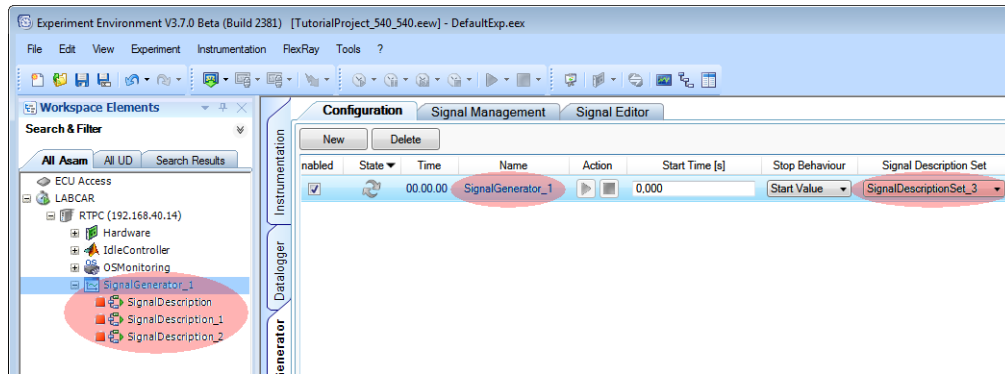 Experiment Environment V3.7.0 Beta (Build 2381)   [TutorialProject_540_540.eew] - DefaultExp.eex
File Edit View Experiment Instrumentation FlexRay Tools ?
Workspace Elements
Search & Filter
All Asam All UD Search Results
ECU Access
LABCAR
RTPC (192.168.40.14)
Hardware
IdleController
OSMonitoring
SignalGenerator_1
SignalDescription
SignalDescription_1
SignalDescription_2
Instrumentation
Datalogger
Generator
Configuration Signal Management Signal Editor
New Delete
nabled State Time Name Action Start Time [s] Stop Behaviour Signal Description Set
00.00.00 SignalGenerator_1 0,000 Start Value SignalDescriptionSet_3